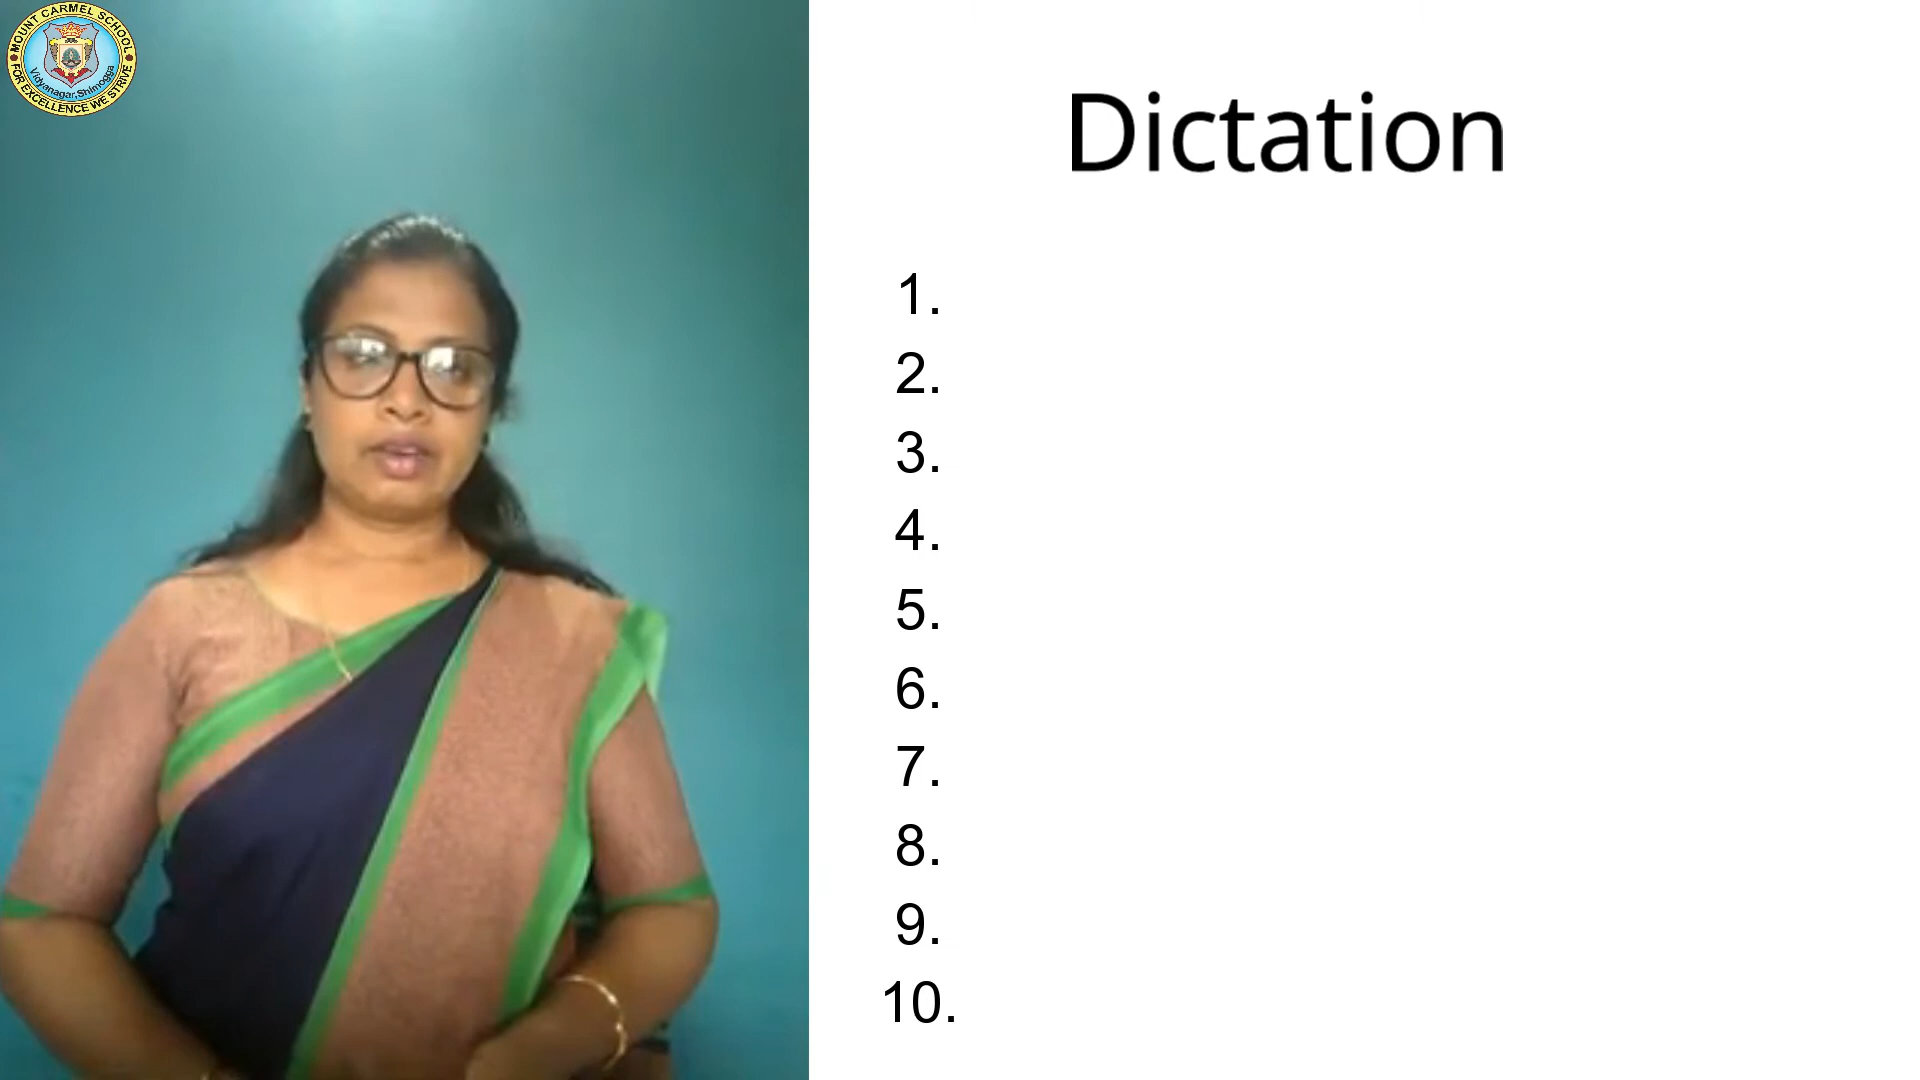 MOUNT CARMEL SCHOOL
Vidyanagar,Shimogga
FOR EXCELLENCE WE STRIVE
Dictation
1.
2.
3.
4.
5.
6.
7.
8.
9.
10.